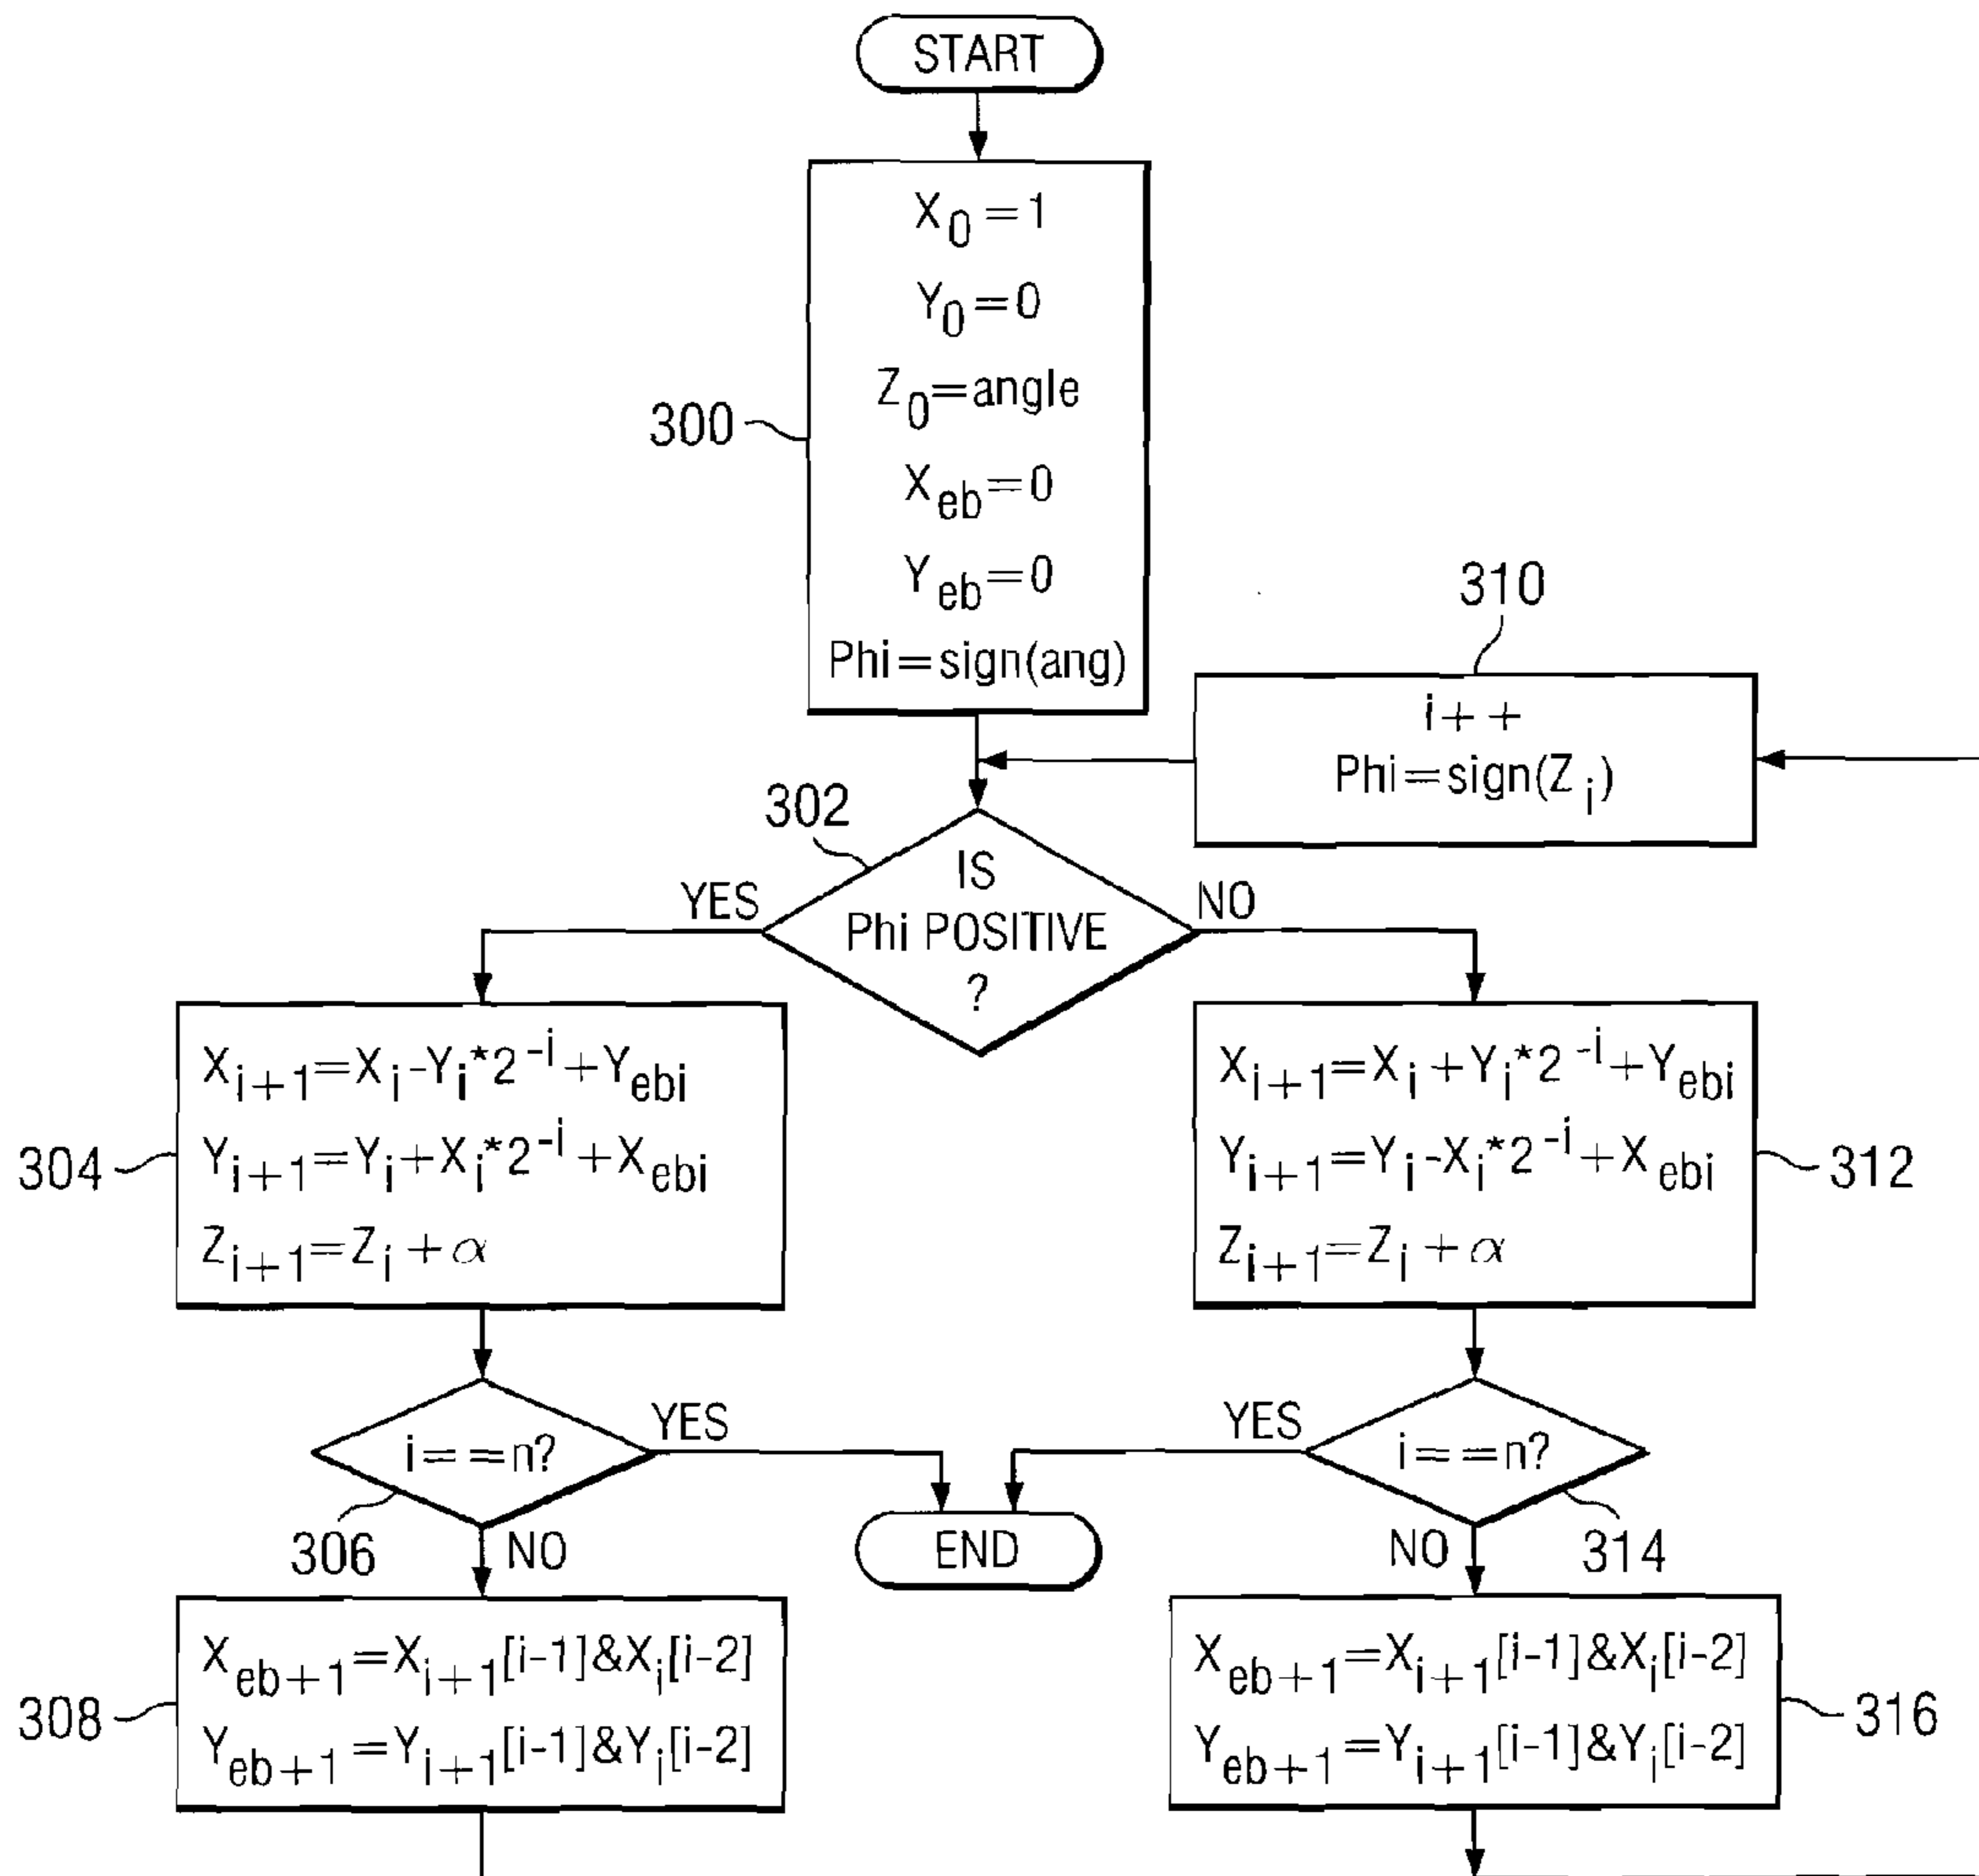 START
X0=1
Y0=0
Z0=angle
300
Xeb=0
Yeb=0
Phi=sign(ang)
310
i++
Phi=sign(Zi)
302
IS
Phi POSITIVE
?
YES
NO
Xi+1=Xi-Yi*2-i+Yebi
Yi+1=Yi+Xi*2-i+Xebi
Zi+1=Zi+α
304
Xi+1=Xi+Yi*2-i+Yebi
Yi+1=Yi-Xi*2-i+Xebi
Zi+1=Zi+α
312
i==n?
YES
306
NO
YES
i==n?
314
NO
END
Xeb+1=Xi+1[i-1]&Xi[i-2]
Yeb+1=Yi+1[i-1]&Yi[i-2]
308
Xeb+1=Xi+1[i-1]&Xi[i-2]
Yeb+1=Yi+1[i-1]&Yi[i-2]
316